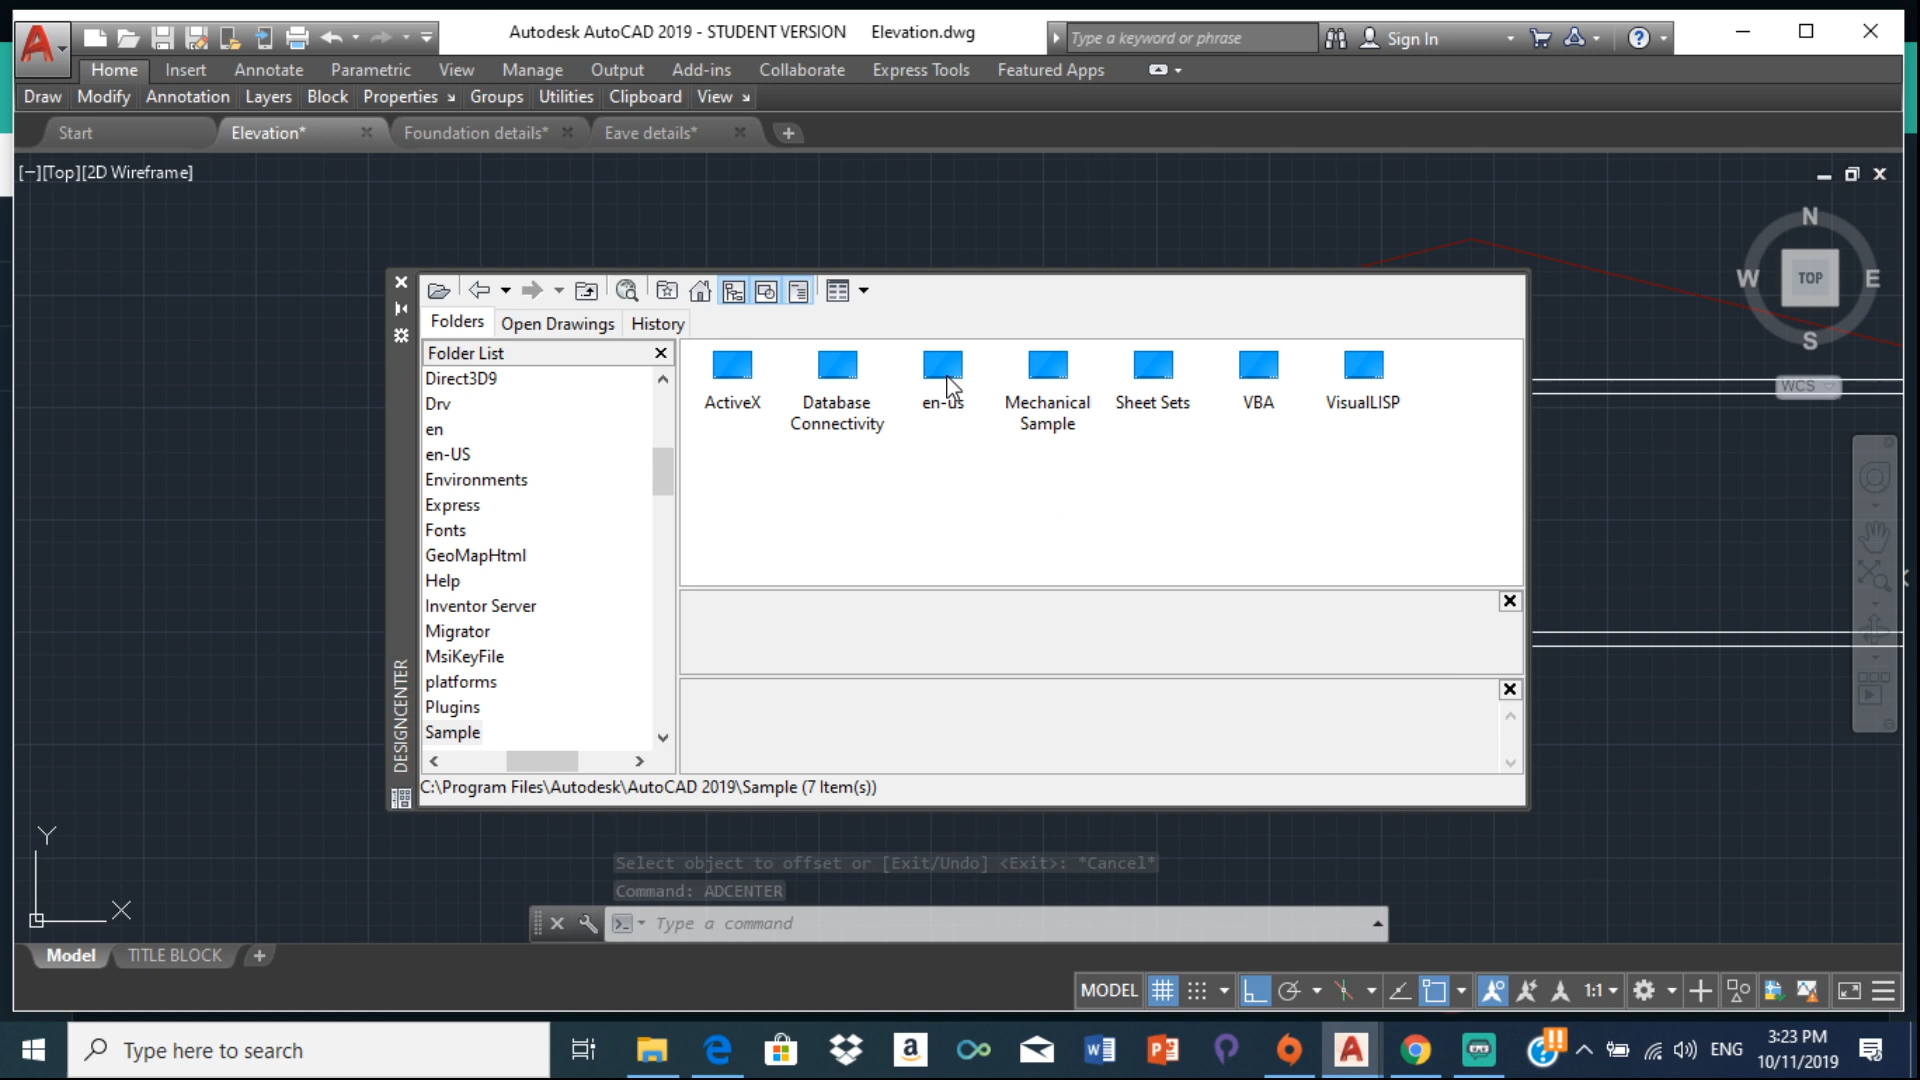 Autodesk AutoCAD 2019 - STUDENT VERSION Elevation.dwg
Type a keyword or phrase
Sign In
Home Insert Annotate Parametric View Manage Output Add-ins Collaborate Express Tools Featured Apps
Draw Modify Annotation Layers Block Properties Groups Utilities Clipboard View
Start Elevation* Foundation details* Eave details*
[−][Top][2D Wireframe]
N
W TOP E
S
WCS
Folders Open Drawings History
Folder List
Direct3D9
Drv
en
en-US
Environments
Express
Fonts
GeoMapHtml
Help
Inventor Server
Migrator
MsiKeyFile
platforms
Plugins
Sample
ActiveX
Database
Connectivity
en-us
Mechanical
Sample
Sheet Sets
VBA
VisualLISP
DESIGNCENTER
C:\Program Files\Autodesk\AutoCAD 2019\Sample (7 Item(s))
Y
X
Select object to offset or [Exit/Undo] <Exit>: *Cancel*
Command: ADCENTER
Type a command
Model TITLE BLOCK
MODEL 1:1
Type here to search
ENG
3:23 PM
10/11/2019